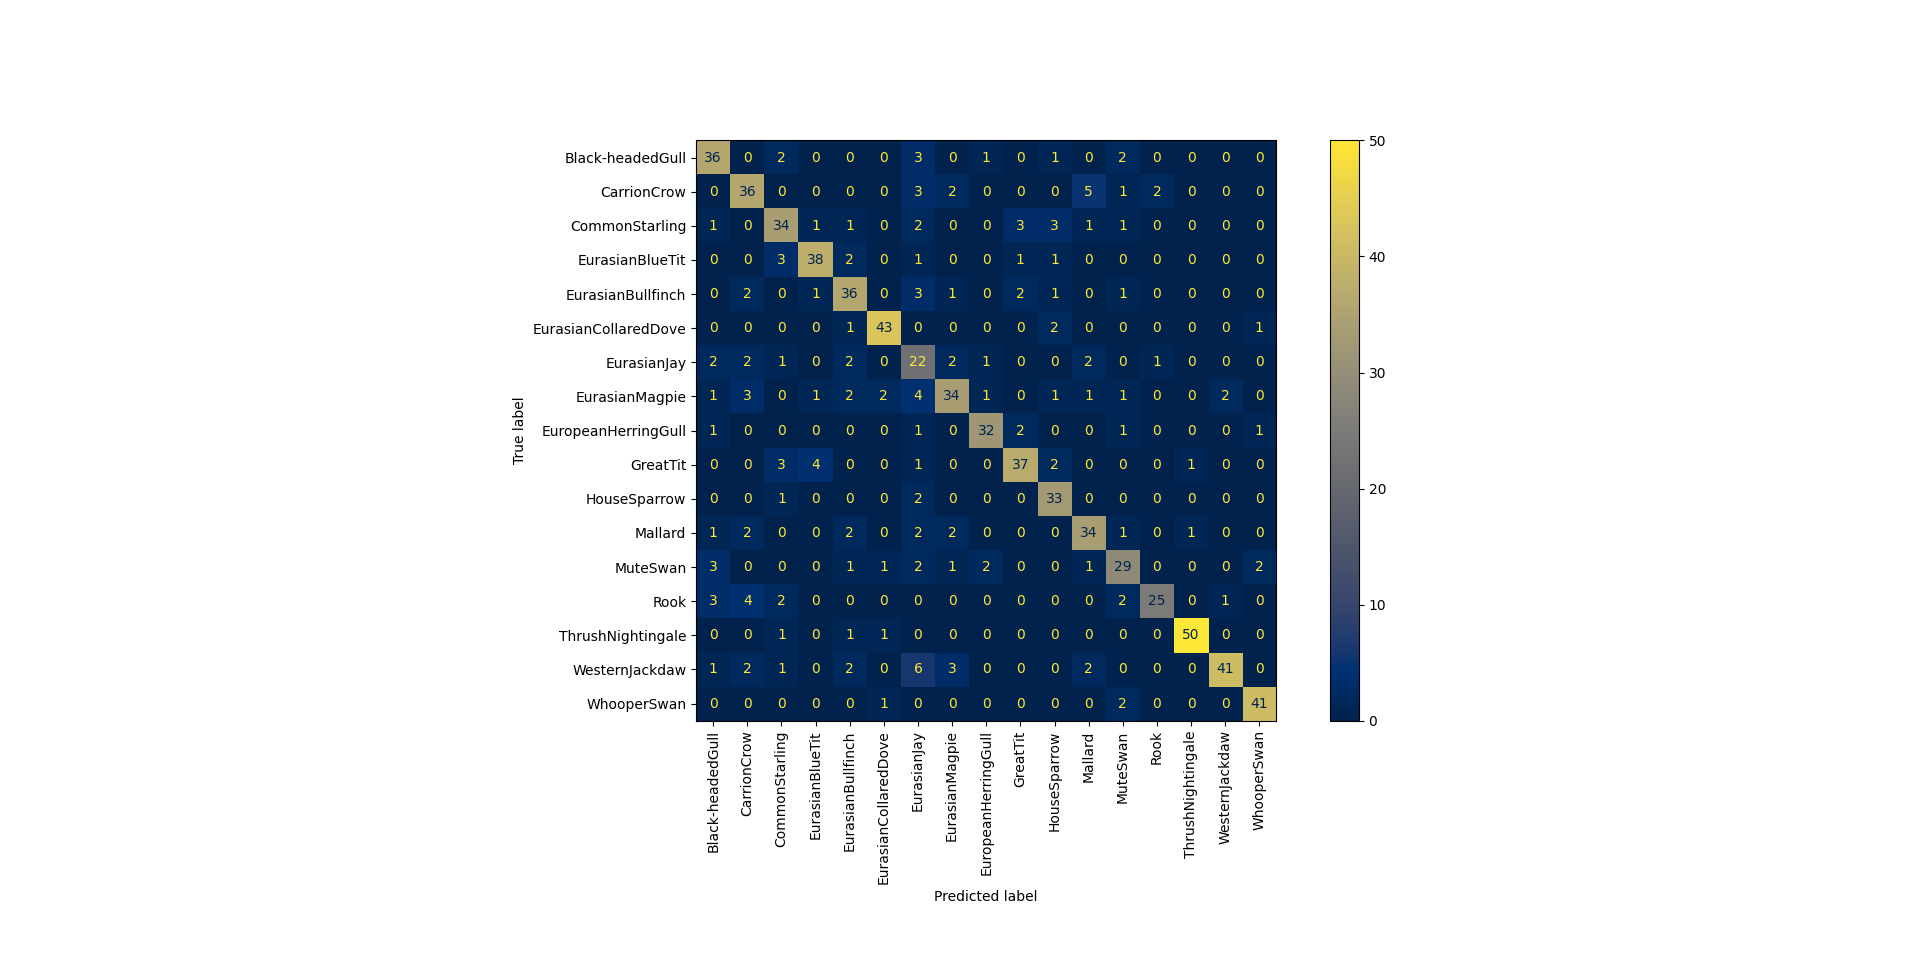 Black-headedGull 36 0 2 0 0 0 3 0 1 0 1 0 2 0 0 0 0
CarrionCrow 0 36 0 0 0 0 3 2 0 0 0 5 1 2 0 0 0
CommonStarling 1 0 34 1 1 0 2 0 0 3 3 1 1 0 0 0 0
EurasianBlueTit 0 0 3 38 2 0 1 0 0 1 1 0 0 0 0 0 0
EurasianBullfinch 0 2 0 1 36 0 3 1 0 2 1 0 1 0 0 0 0
EurasianCollaredDove 0 0 0 0 1 43 0 0 0 0 2 0 0 0 0 0 1
EurasianJay 2 2 1 0 2 0 22 2 1 0 0 2 0 1 0 0 0
EurasianMagpie 1 3 0 1 2 2 4 34 1 0 1 1 1 0 0 2 0
EuropeanHerringGull 1 0 0 0 0 0 1 0 32 2 0 0 1 0 0 0 1
GreatTit 0 0 3 4 0 0 1 0 0 37 2 0 0 0 1 0 0
HouseSparrow 0 0 1 0 0 0 2 0 0 0 33 0 0 0 0 0 0
Mallard 1 2 0 0 2 0 2 2 0 0 0 34 1 0 1 0 0
MuteSwan 3 0 0 0 1 1 2 1 2 0 0 1 29 0 0 0 2
Rook 3 4 2 0 0 0 0 0 0 0 0 0 2 25 0 1 0
ThrushNightingale 0 0 1 0 1 1 0 0 0 0 0 0 0 0 50 0 0
WesternJackdaw 1 2 1 0 2 0 6 3 0 0 0 2 0 0 0 41 0
WhooperSwan 0 0 0 0 0 1 0 0 0 0 0 0 2 0 0 0 41
True label
Black-headedGull
CarrionCrow
CommonStarling
EurasianBlueTit
EurasianBullfinch
EurasianCollaredDove
EurasianJay
EurasianMagpie
EuropeanHerringGull
GreatTit
HouseSparrow
Mallard
MuteSwan
Rook
ThrushNightingale
WesternJackdaw
WhooperSwan
Predicted label
50
40
30
20
10
0